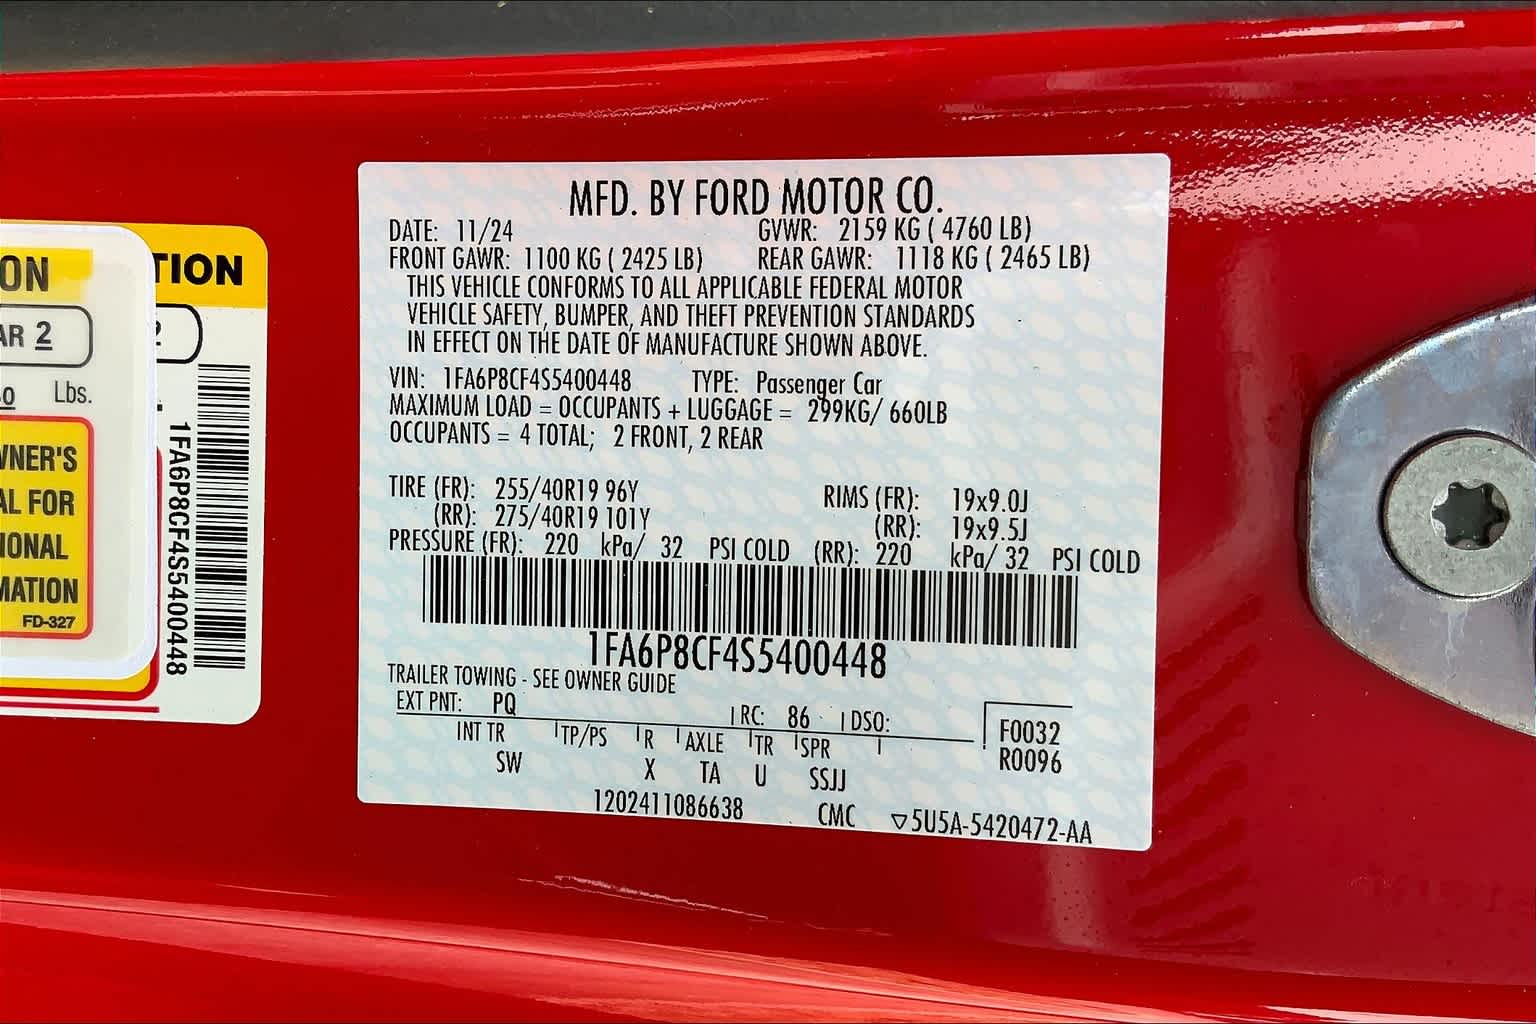 MFD. BY FORD MOTOR CO.
DATE: 11/24 GVWR: 2159 KG ( 4760 LB)
FRONT GAWR: 1100 KG ( 2425 LB) REAR GAWR: 1118 KG ( 2465 LB)
THIS VEHICLE CONFORMS TO ALL APPLICABLE FEDERAL MOTOR
VEHICLE SAFETY, BUMPER, AND THEFT PREVENTION STANDARDS
IN EFFECT ON THE DATE OF MANUFACTURE SHOWN ABOVE.
VIN: 1FA6P8CF4S5400448 TYPE: Passenger Car
MAXIMUM LOAD = OCCUPANTS + LUGGAGE = 299KG/ 660LB
OCCUPANTS = 4 TOTAL; 2 FRONT, 2 REAR
TIRE (FR): 255/40R19 96Y RIMS (FR): 19x9.0J
(RR): 275/40R19 101Y (RR): 19x9.5J
PRESSURE (FR): 220 kPa/ 32 PSI COLD (RR): 220 kPa/ 32 PSI COLD
1FA6P8CF4S5400448
TRAILER TOWING - SEE OWNER GUIDE
EXT PNT: PQ RC: 86 DSO:
INT TR TP/PS R AXLE TR SPR
SW X TA U SSJJ
F0032
R0096
1202411086638 CMC ▽5U5A-5420472-AA
TION
2
1FA6P8CF4S5400448
ON
AR 2
Lbs.
WNER'S
AL FOR
IONAL
MATION
FD-327